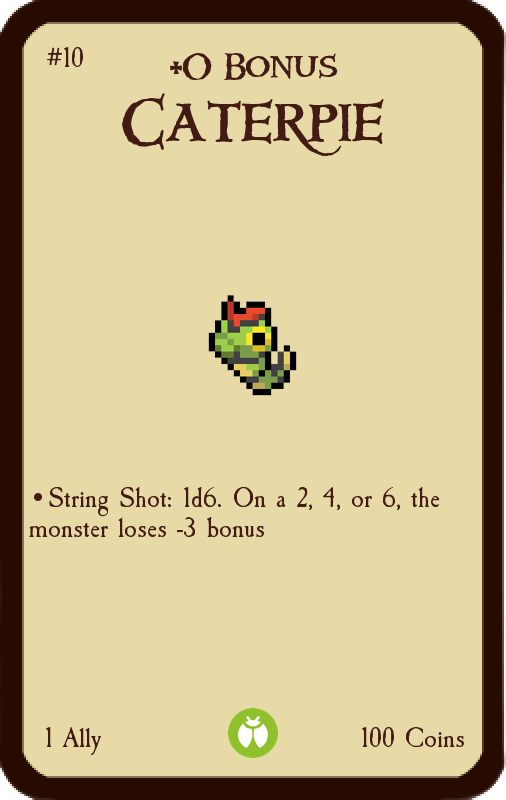 #10
+0 Bonus
Caterpie
• String Shot: 1d6. On a 2, 4, or 6, the
monster loses -3 bonus
1 Ally
100 Coins